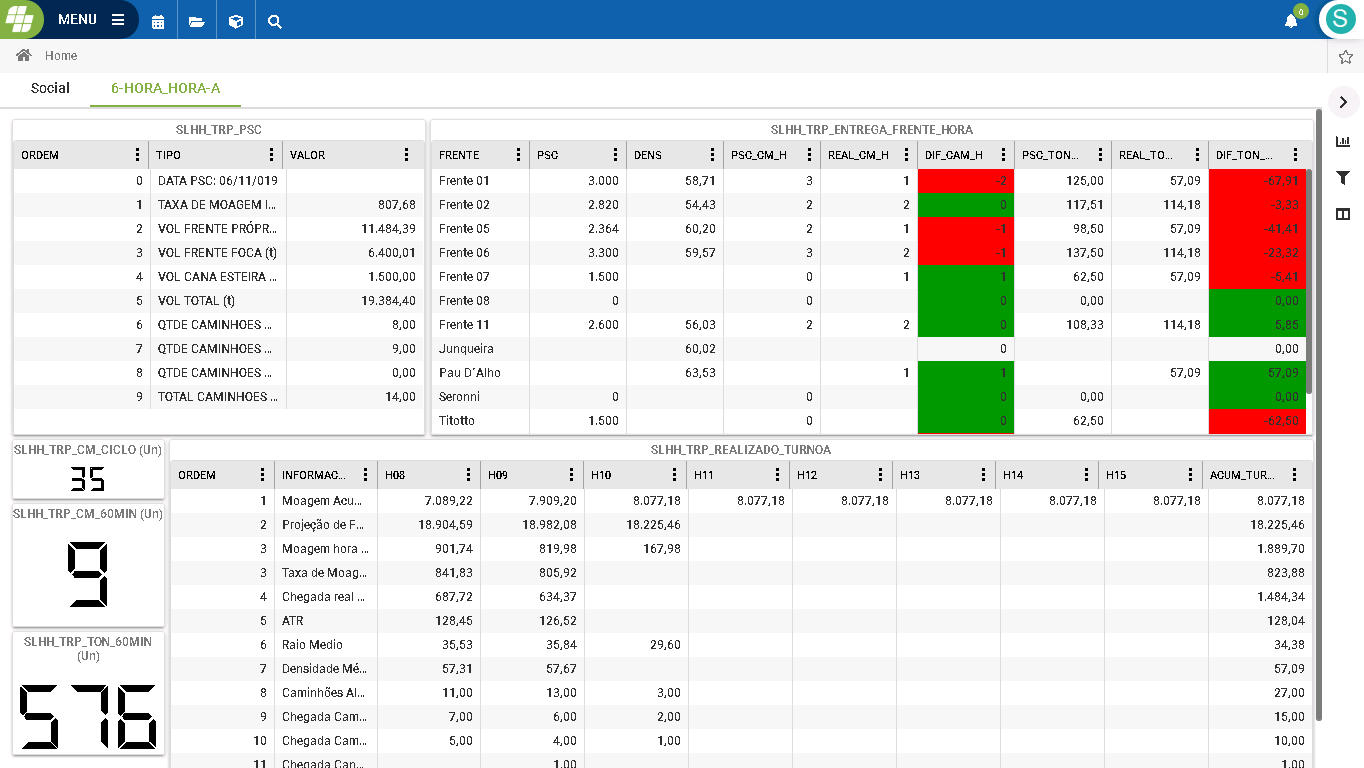 MENU
0
S
Home
Social 6-HORA_HORA-A
SLHH_TRP_PSC
ORDEM TIPO VALOR
0 DATA PSC: 06/11/019
1 TAXA DE MOAGEM I... 807,68
2 VOL FRENTE PRÓPR... 11.484,39
3 VOL FRENTE FOCA (t) 6.400,01
4 VOL CANA ESTEIRA ... 1.500,00
5 VOL TOTAL (t) 19.384,40
6 QTDE CAMINHOES ... 8,00
7 QTDE CAMINHOES ... 9,00
8 QTDE CAMINHOES ... 0,00
9 TOTAL CAMINHOES ... 14,00
SLHH_TRP_ENTREGA_FRENTE_HORA
FRENTE PSC DENS PSC_CM_H REAL_CM_H DIF_CAM_H PSC_TON... REAL_TO... DIF_TON_...
Frente 01 3.000 58,71 3 1 -2 125,00 57,09 -67,91
Frente 02 2.820 54,43 2 2 0 117,51 114,18 -3,33
Frente 05 2.364 60,20 2 1 -1 98,50 57,09 -41,41
Frente 06 3.300 59,57 3 2 -1 137,50 114,18 -23,32
Frente 07 1.500 0 1 1 62,50 57,09 -5,41
Frente 08 0 0 0 0,00 0,00
Frente 11 2.600 56,03 2 2 0 108,33 114,18 5,85
Junqueira 60,02 0 0,00
Pau D´Alho 63,53 1 1 57,09 57,09
Seronni 0 0 0 0,00 0,00
Titotto 1.500 0 0 62,50 62,50
SLHH_TRP_CM_CICLO (Un)
35
SLHH_TRP_CM_60MIN (Un)
9
SLHH_TRP_TON_60MIN
(Un)
576
SLHH_TRP_REALIZADO_TURNOA
ORDEM INFORMAC... H08 H09 H10 H11 H12 H13 H14 H15 ACUM_TUR...
1 Moagem Acu... 7.089,22 7.909,20 8.077,18 8.077,18 8.077,18 8.077,18 8.077,18 8.077,18 8.077,18
2 Projeção de F... 18.904,59 18.982,08 18.225,46 18.225,46
3 Moagem hora ... 901,74 819,98 167,98 1.889,70
3 Taxa de Moag... 841,83 805,92 823,88
4 Chegada real ... 687,72 634,37 1.484,34
5 ATR 128,45 126,52 128,04
6 Raio Medio 35,53 35,84 29,60 34,38
7 Densidade Mé... 57,31 57,67 57,09
8 Caminhões Al... 11,00 13,00 3,00 27,00
9 Chegada Cam... 7,00 6,00 2,00 15,00
10 Chegada Cam... 5,00 4,00 1,00 10,00
11 Chegada Can... 1,00 1,00